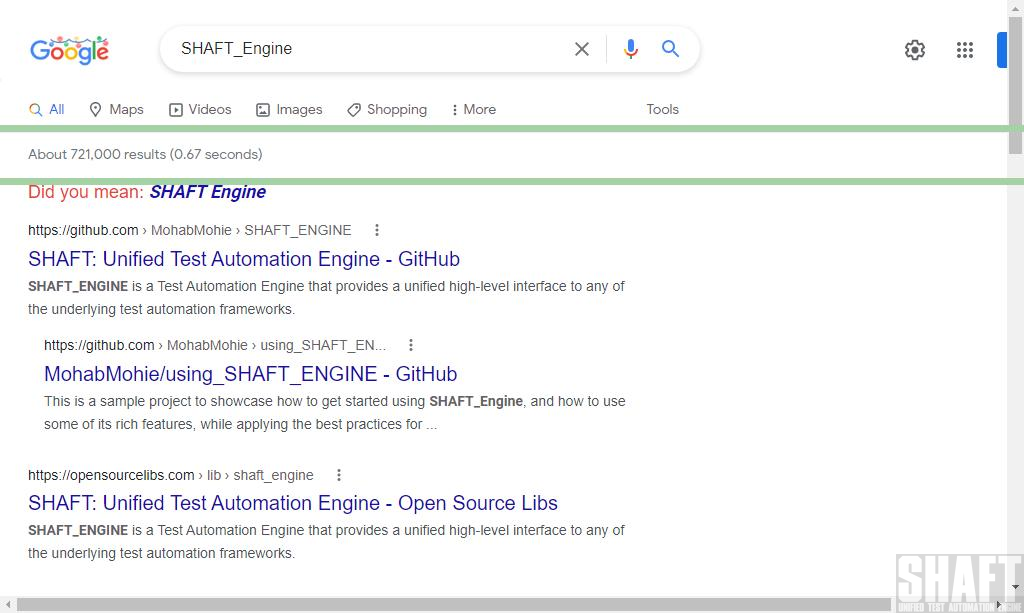 Google
SHAFT_Engine
All Maps Videos Images Shopping More Tools
About 721,000 results (0.67 seconds)
Did you mean: SHAFT Engine
https://github.com › MohabMohie › SHAFT_ENGINE
SHAFT: Unified Test Automation Engine - GitHub
SHAFT_ENGINE is a Test Automation Engine that provides a unified high-level interface to any of
the underlying test automation frameworks.
https://github.com › MohabMohie › using_SHAFT_EN...
MohabMohie/using_SHAFT_ENGINE - GitHub
This is a sample project to showcase how to get started using SHAFT_Engine, and how to use
some of its rich features, while applying the best practices for ...
https://opensourcelibs.com › lib › shaft_engine
SHAFT: Unified Test Automation Engine - Open Source Libs
SHAFT_ENGINE is a Test Automation Engine that provides a unified high-level interface to any of
the underlying test automation frameworks.
SHAFT
UNIFIED TEST AUTOMATION